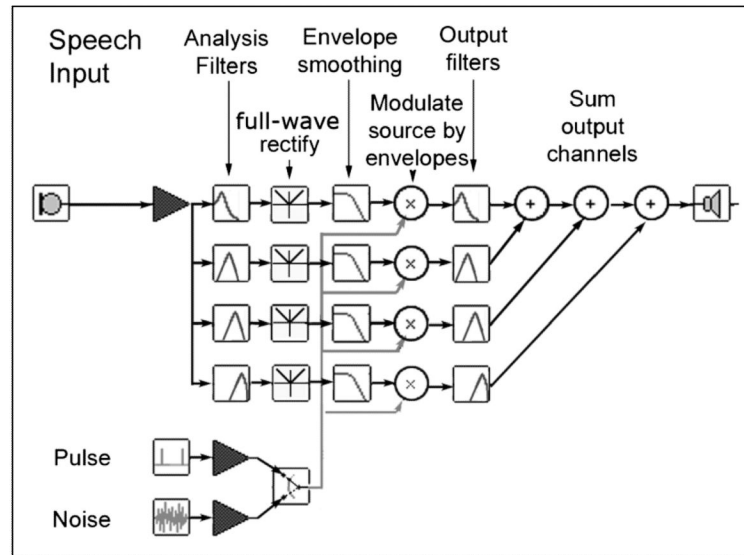 Speech
Input
Analysis
Filters
full-wave
rectify
Envelope
smoothing
Modulate
source by
envelopes
Output
filters
Sum
output
channels
×
+
+
+
×
×
×
Pulse
Noise